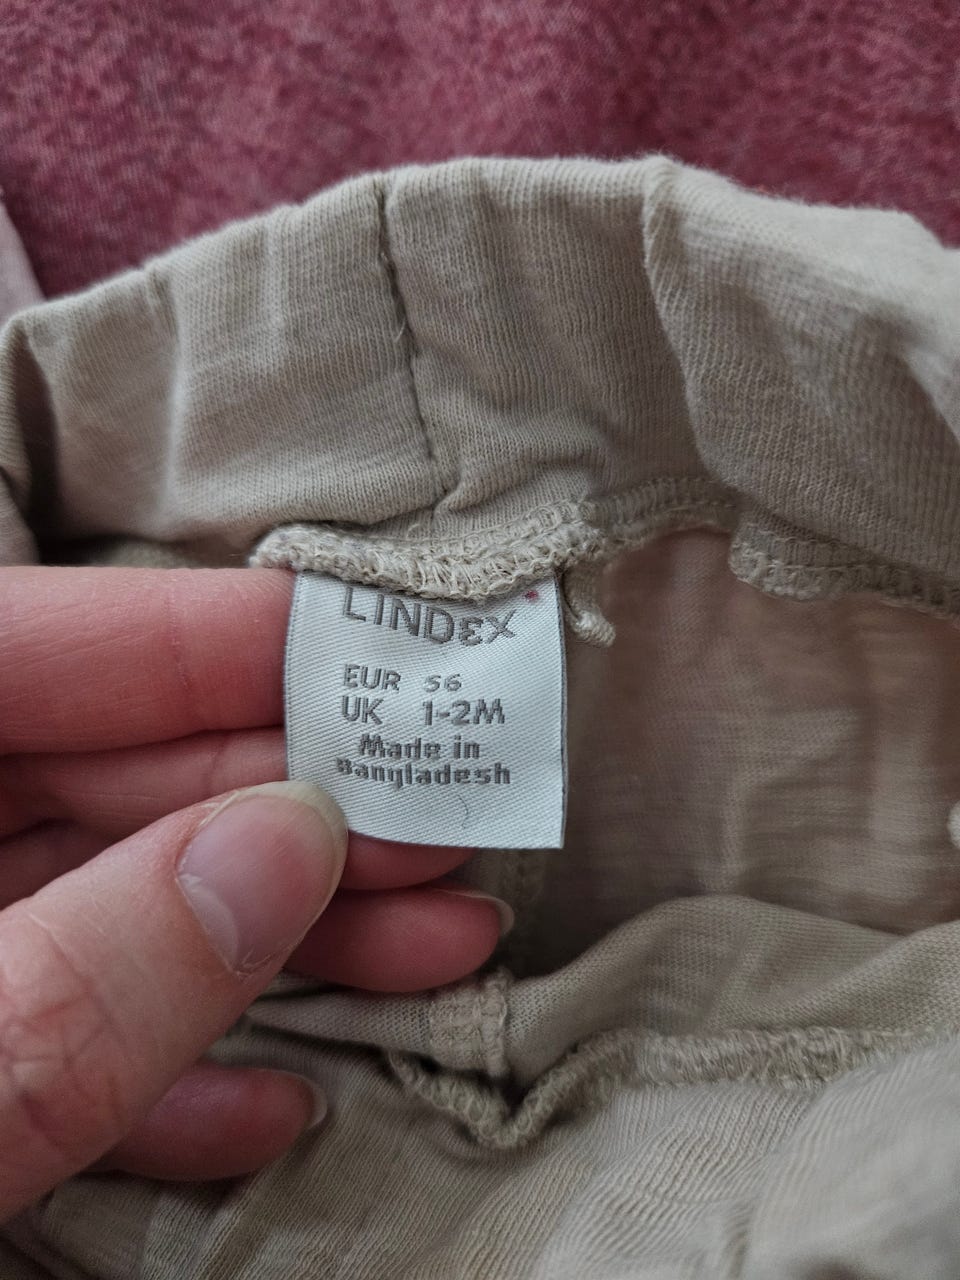 LINDEX
EUR 56
UK 1-2M
Made in
Bangladesh